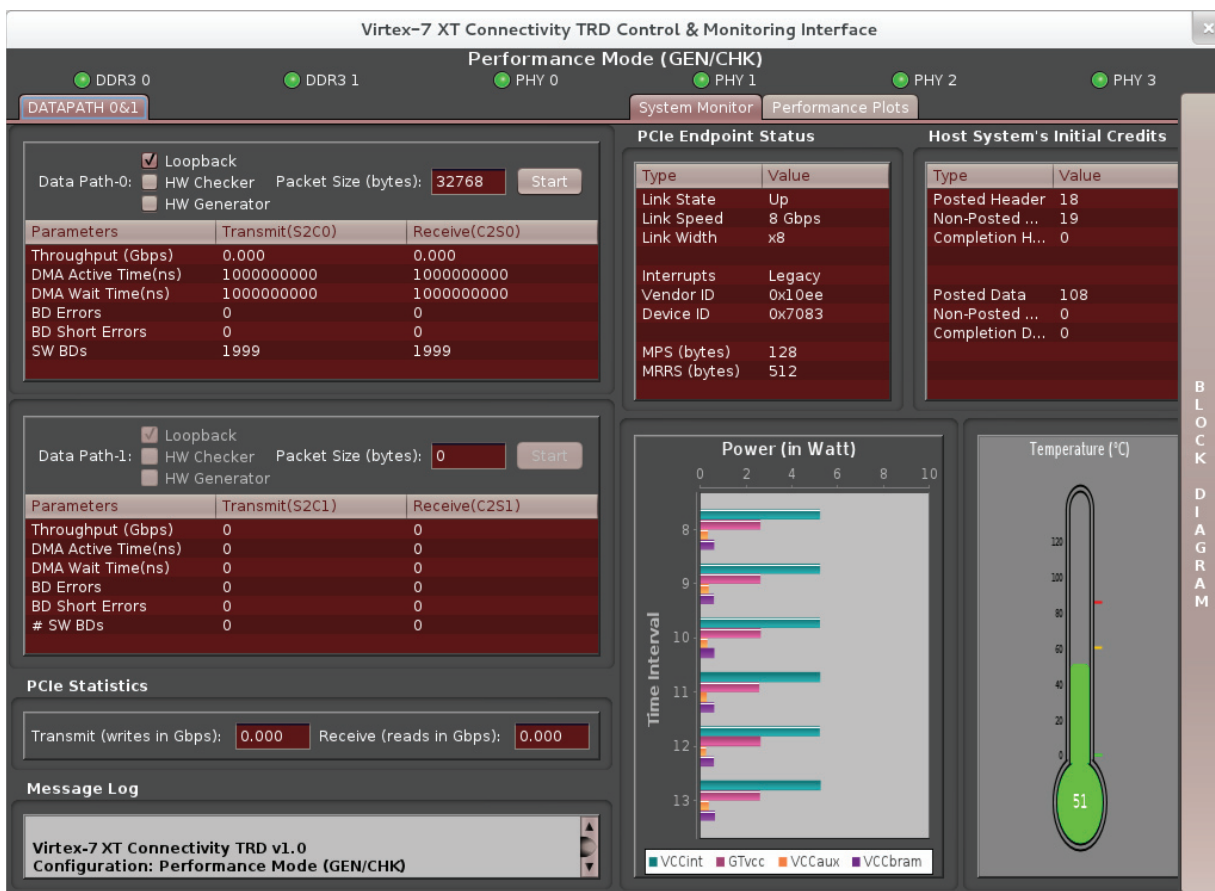 Virtex-7 XT Connectivity TRD Control & Monitoring Interface
x
Performance Mode (GEN/CHK)
DDR3 0 DDR3 1 PHY 0 PHY 1 PHY 2 PHY 3
DATAPATH 0&1
Loopback
Data Path-0: HW Checker Packet Size (bytes): 32768 Start
HW Generator
Parameters Transmit(S2C0) Receive(C2S0)
Throughput (Gbps) 0.000 0.000
DMA Active Time(ns) 1000000000 1000000000
DMA Wait Time(ns) 1000000000 1000000000
BD Errors 0 0
BD Short Errors 0 0
SW BDs 1999 1999
Loopback
Data Path-1: HW Checker Packet Size (bytes): 0 Start
HW Generator
Parameters Transmit(S2C1) Receive(C2S1)
Throughput (Gbps) 0 0
DMA Active Time(ns) 0 0
DMA Wait Time(ns) 0 0
BD Errors 0 0
BD Short Errors 0 0
# SW BDs 0 0
PCIe Statistics
Transmit (writes in Gbps): 0.000 Receive (reads in Gbps): 0.000
Message Log
Virtex-7 XT Connectivity TRD v1.0
Configuration: Performance Mode (GEN/CHK)
System Monitor Performance Plots
PCIe Endpoint Status
Type Value
Link State Up
Link Speed 8 Gbps
Link Width x8
Interrupts Legacy
Vendor ID 0x10ee
Device ID 0x7083
MPS (bytes) 128
MRRS (bytes) 512
Host System's Initial Credits
Type Value
Posted Header 18
Non-Posted ... 19
Completion H... 0
Posted Data 108
Non-Posted ... 0
Completion D... 0
Power (in Watt)
0 2 4 6 8 10
Time Interval
8
9
10
11
12
13
VCCint GTvcc VCCaux VCCbram
Temperature (°C)
120
100
80
60
40
20
0
51
BLOCK DIAGRAM